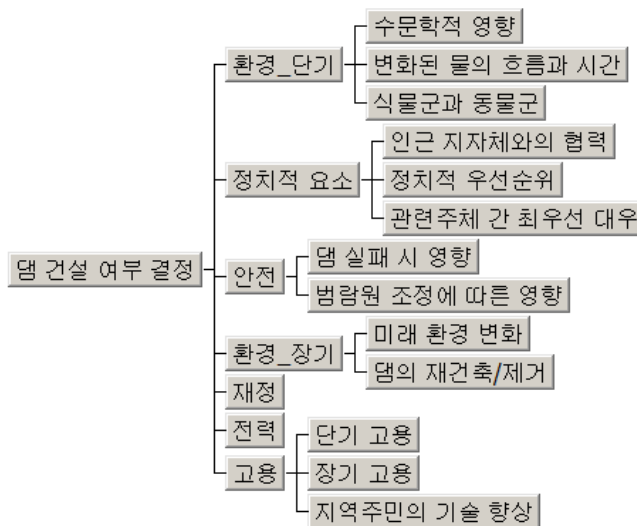 수문학적 영향
환경_단기
변화된 물의 흐름과 시간
식물군과 동물군
인근 지자체와의 협력
정치적 요소
정치적 우선순위
관련주체 간 최우선 대우
댐 건설 여부 결정
안전
댐 실패 시 영향
범람원 조정에 따른 영향
환경_장기
미래 환경 변화
댐의 재건축/제거
재정
전력
고용
단기 고용
장기 고용
지역주민의 기술 향상